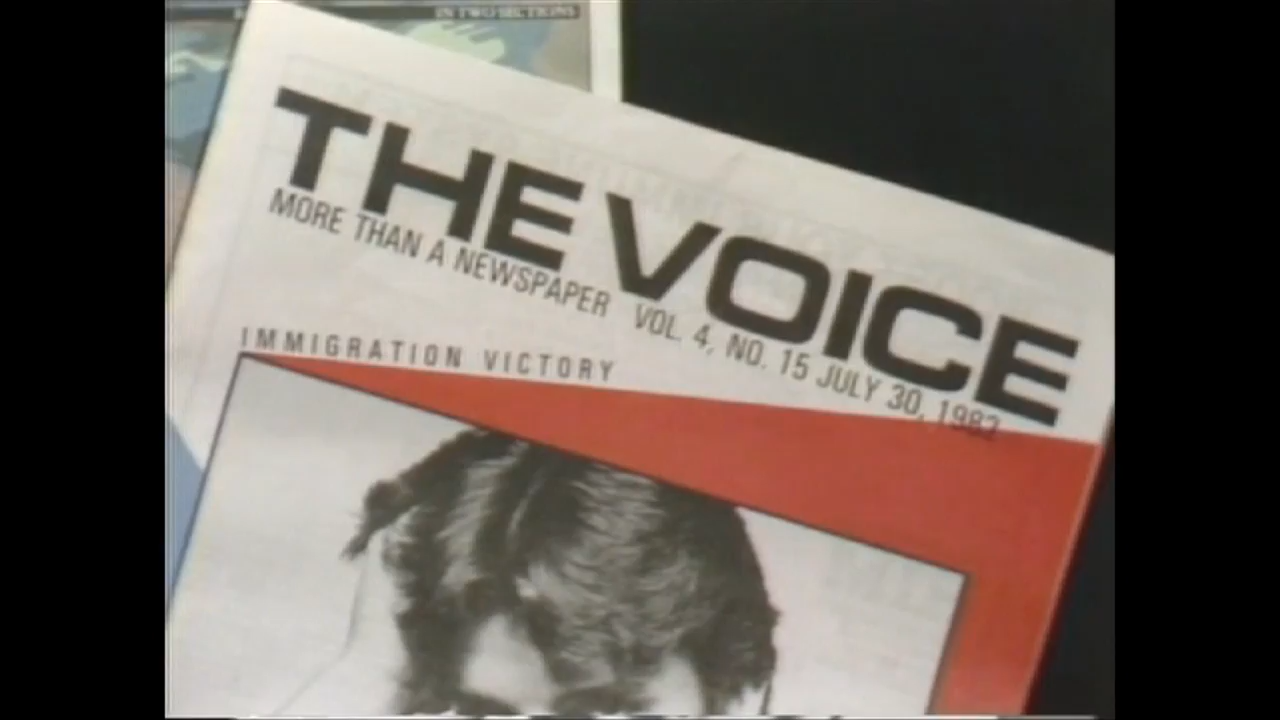 IN TWO SECTIONS
THE VOICE
MORE THAN A NEWSPAPER VOL. 4, NO. 15 JULY 30, 1982
IMMIGRATION VICTORY